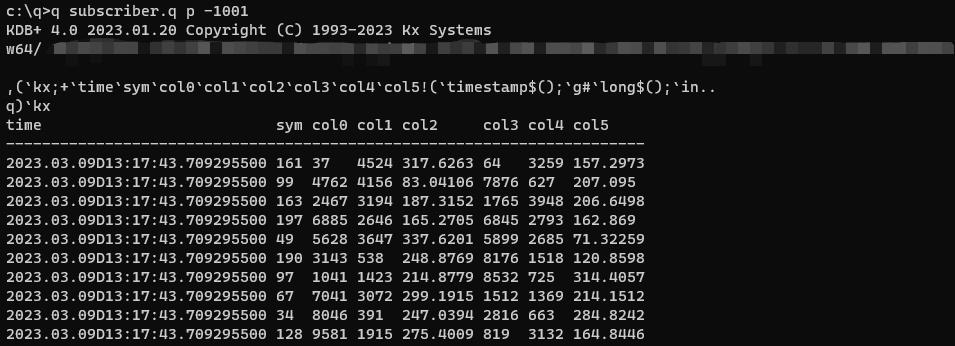 c:\q>q subscriber.q p -1001
KDB+ 4.0 2023.01.20 Copyright (C) 1993-2023 Kx Systems
w64/
,(`kx;+`time`sym`col0`col1`col2`col3`col4`col5!(`timestamp$();`g#`long$();`in..
q)`kx
time                          sym col0 col1 col2     col3 col4 col5
-----------------------------------------------------------------------
2023.03.09D13:17:43.709295500 161 37   4524 317.6263 64   3259 157.2973
2023.03.09D13:17:43.709295500 99  4762 4156 83.04106 7876 627  207.095
2023.03.09D13:17:43.709295500 163 2467 3194 187.3152 1765 3948 206.6498
2023.03.09D13:17:43.709295500 197 6885 2646 165.2705 6845 2793 162.869
2023.03.09D13:17:43.709295500 49  5628 3647 337.6201 5899 2685 71.32259
2023.03.09D13:17:43.709295500 190 3143 538  248.8769 8176 1518 120.8598
2023.03.09D13:17:43.709295500 97  1041 1423 214.8779 8532 725  314.4057
2023.03.09D13:17:43.709295500 67  7041 3072 299.1915 1512 1369 214.1512
2023.03.09D13:17:43.709295500 34  8046 391  247.0394 2816 663  284.8242
2023.03.09D13:17:43.709295500 128 9581 1915 275.4009 819  3132 164.8446